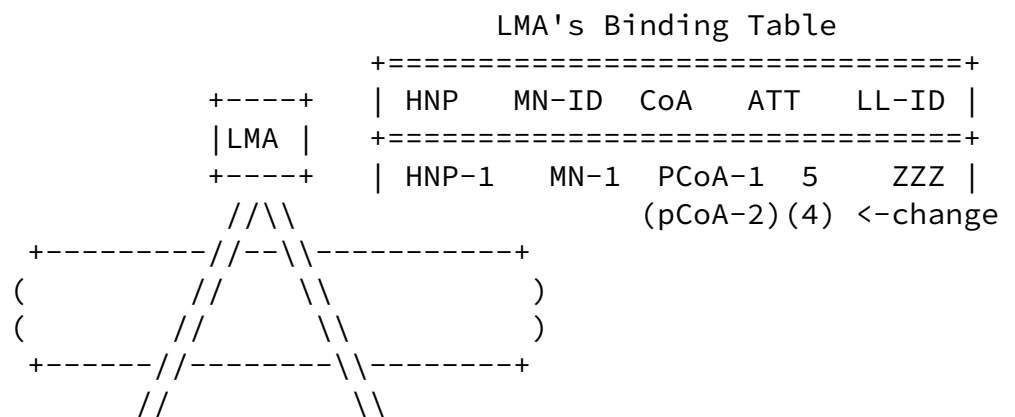 LMA's Binding Table
                    +================================+
           +----+   | HNP   MN-ID  CoA   ATT   LL-ID |
           |LMA |   +================================+
           +----+   | HNP-1   MN-1  PCoA-1  5    ZZZ |
            //\\                   (pCoA-2)(4) <-change
 +---------//--\\------------+
(         //    \\            )
(        //      \\           )
 +------//--------\\--------+
       //          \\